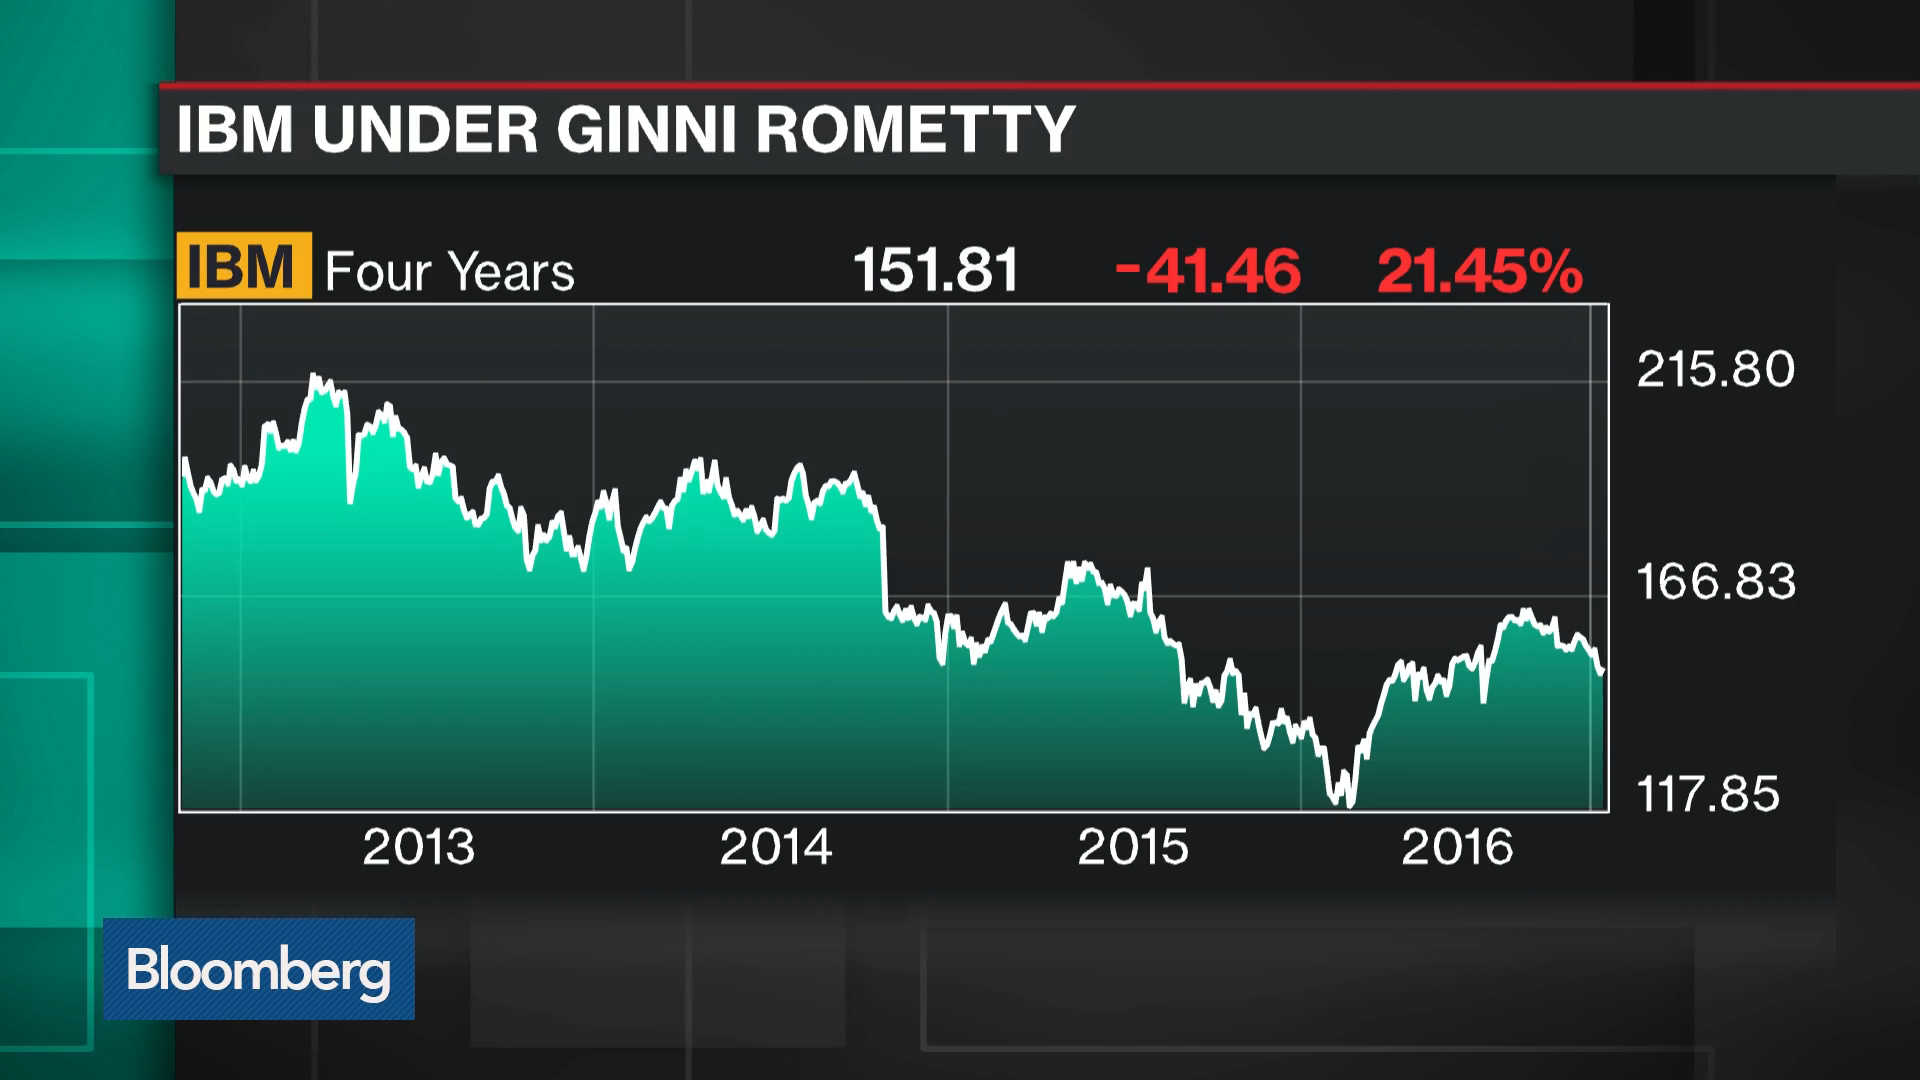 IBM UNDER GINNI ROMETTY
IBM Four Years 151.81 -41.46 21.45%
215.80
166.83
117.85
2013 2014 2015 2016
Bloomberg